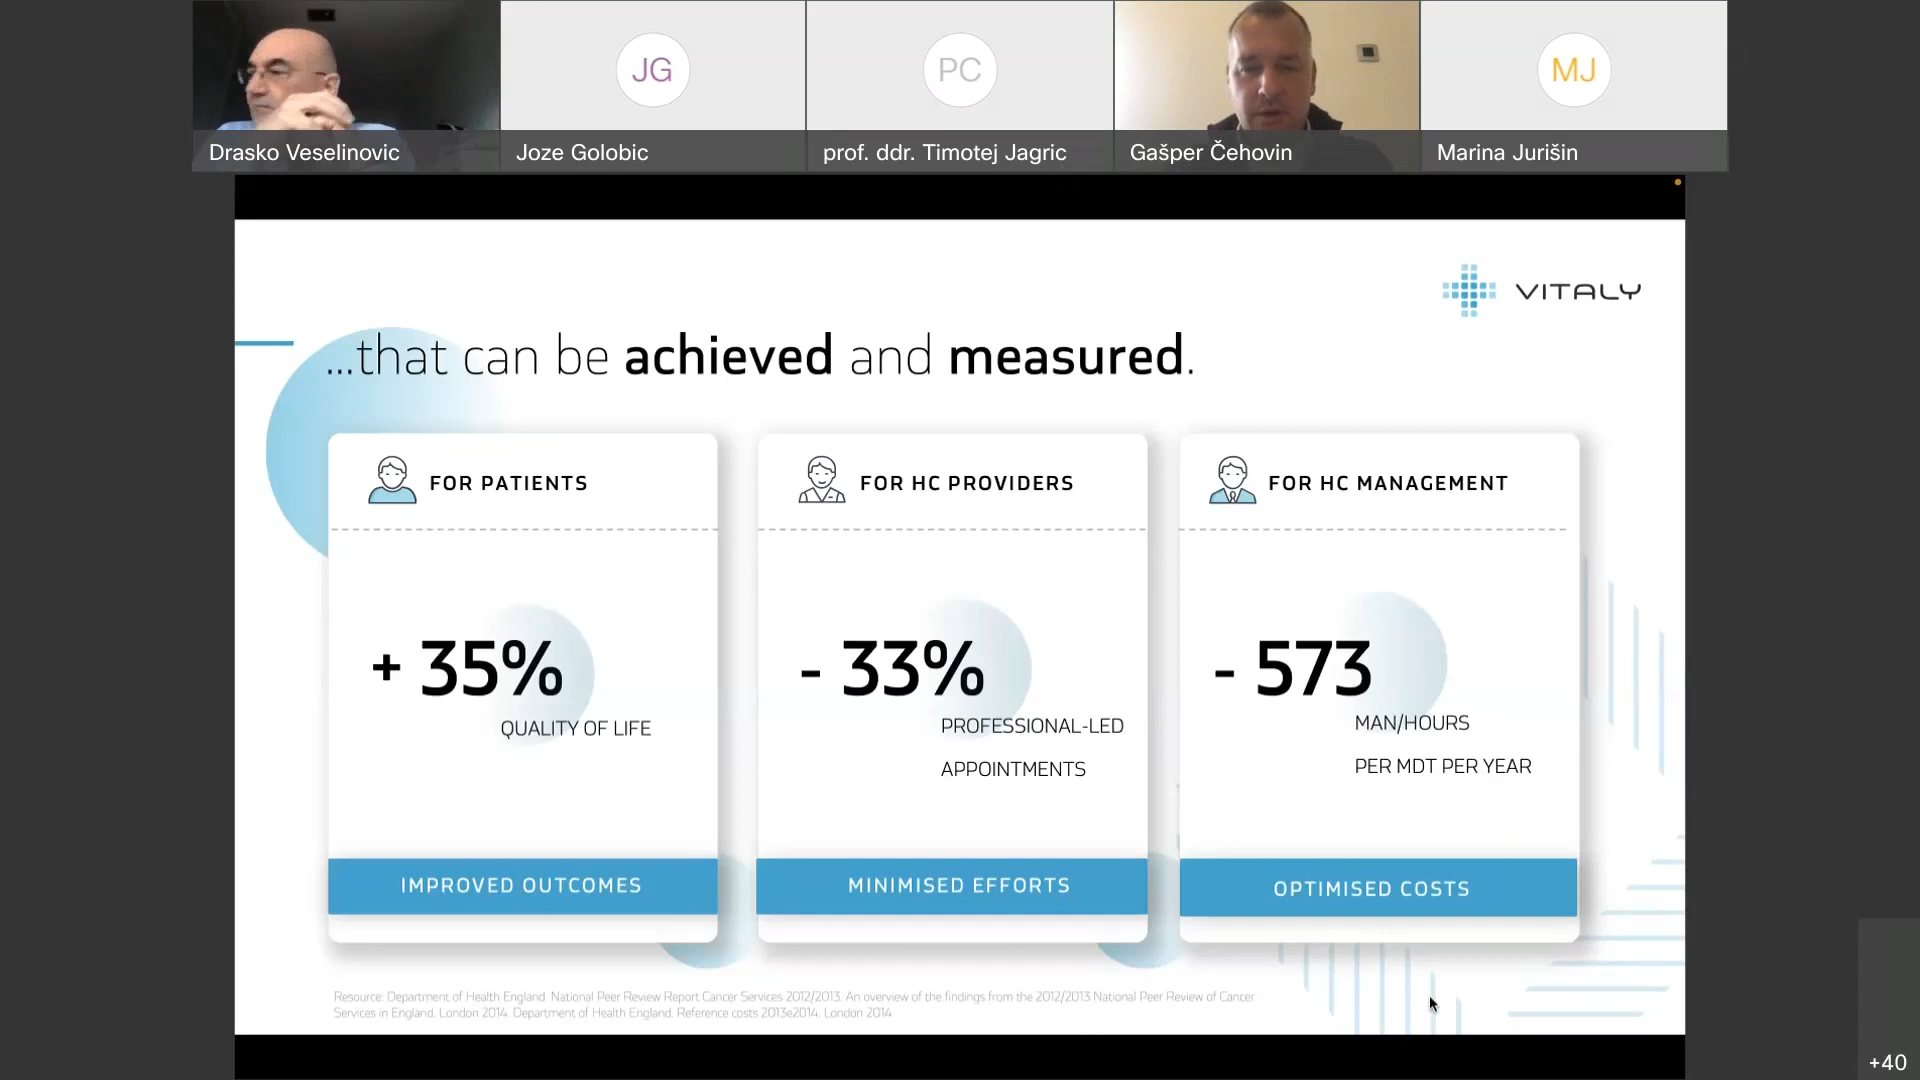 JG
PC
MJ
Drasko Veselinovic
Joze Golobic
prof. ddr. Timotej Jagric
Gašper Čehovin
Marina Jurišin
VITALY
...that can be achieved and measured.
FOR PATIENTS
+ 35%
QUALITY OF LIFE
IMPROVED OUTCOMES
FOR HC PROVIDERS
- 33%
PROFESSIONAL-LED
APPOINTMENTS
MINIMISED EFFORTS
FOR HC MANAGEMENT
- 573
MAN/HOURS
PER MDT PER YEAR
OPTIMISED COSTS
Resource: Department of Health England. National Peer Review Report Cancer Services 2012/2013. An overview of the findings from the 2012/2013 National Peer Review of Cancer
Services in England. London 2014. Department of Health England. Reference costs 2013e2014. London 2014.
+40